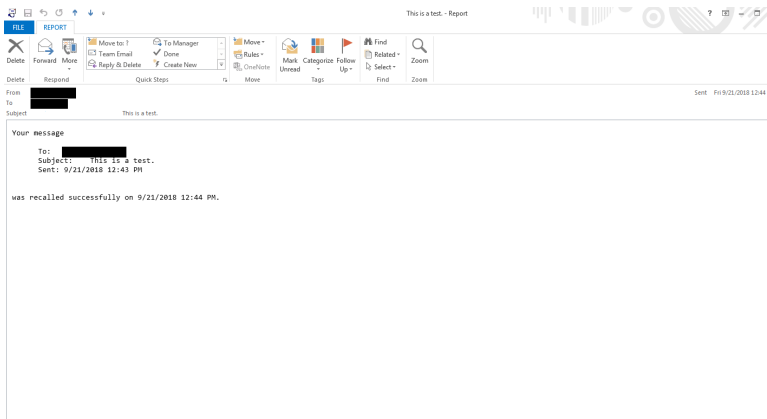 This is a test. - Report
FILE REPORT
Delete Forward More
Move to: ? To Manager
Team Email Done
Reply & Delete Create New
Move
Rules
OneNote
Mark Unread Categorize Follow Up
Find
Related
Select
Zoom
Delete Respond Quick Steps Move Tags Find Zoom
From Sent Fri 9/21/2018 12:44
To
Subject This is a test.
Your message
To:
Subject: This is a test.
Sent: 9/21/2018 12:43 PM
was recalled successfully on 9/21/2018 12:44 PM.